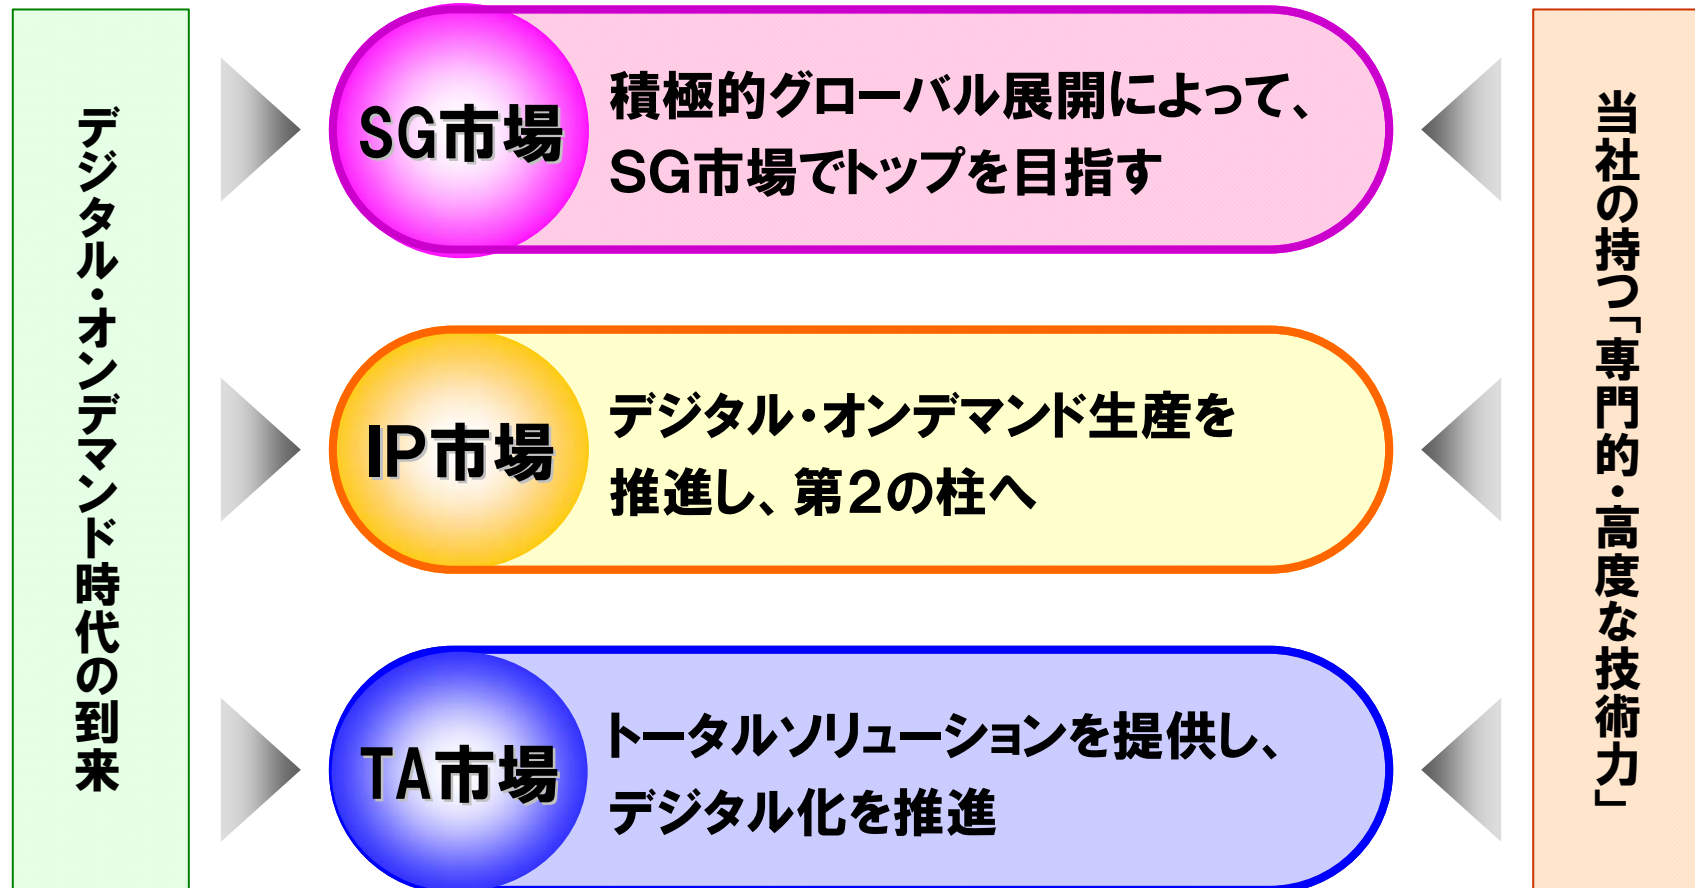 デジタル・オンデマンド時代の到来
SG市場
積極的グローバル展開によって、
SG市場でトップを目指す
IP市場
デジタル・オンデマンド生産を
推進し、第2の柱へ
TA市場
トータルソリューションを提供し、
デジタル化を推進
当社の持つ「専門的・高度な技術力」